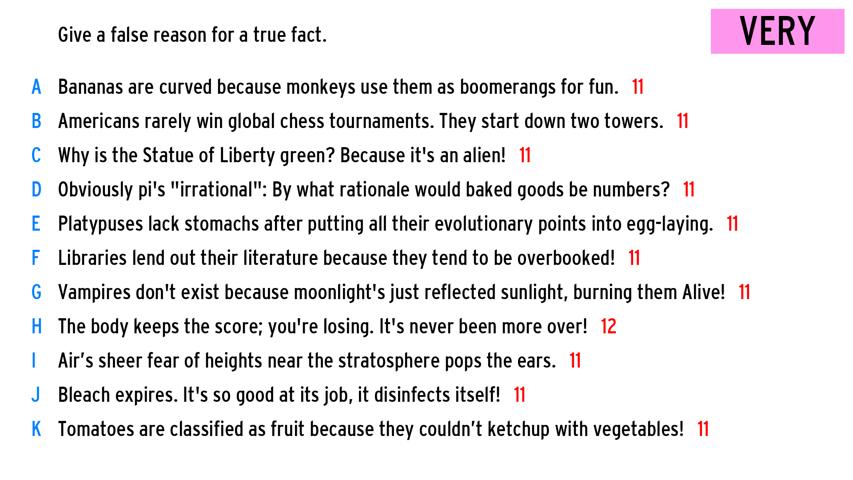 Give a false reason for a true fact.
VERY
A Bananas are curved because monkeys use them as boomerangs for fun. 11
B Americans rarely win global chess tournaments. They start down two towers. 11
C Why is the Statue of Liberty green? Because it's an alien! 11
D Obviously pi's "irrational": By what rationale would baked goods be numbers? 11
E Platypuses lack stomachs after putting all their evolutionary points into egg-laying. 11
F Libraries lend out their literature because they tend to be overbooked! 11
G Vampires don't exist because moonlight's just reflected sunlight, burning them Alive! 11
H The body keeps the score; you're losing. It's never been more over! 12
I Air’s sheer fear of heights near the stratosphere pops the ears. 11
J Bleach expires. It's so good at its job, it disinfects itself! 11
K Tomatoes are classified as fruit because they couldn’t ketchup with vegetables! 11